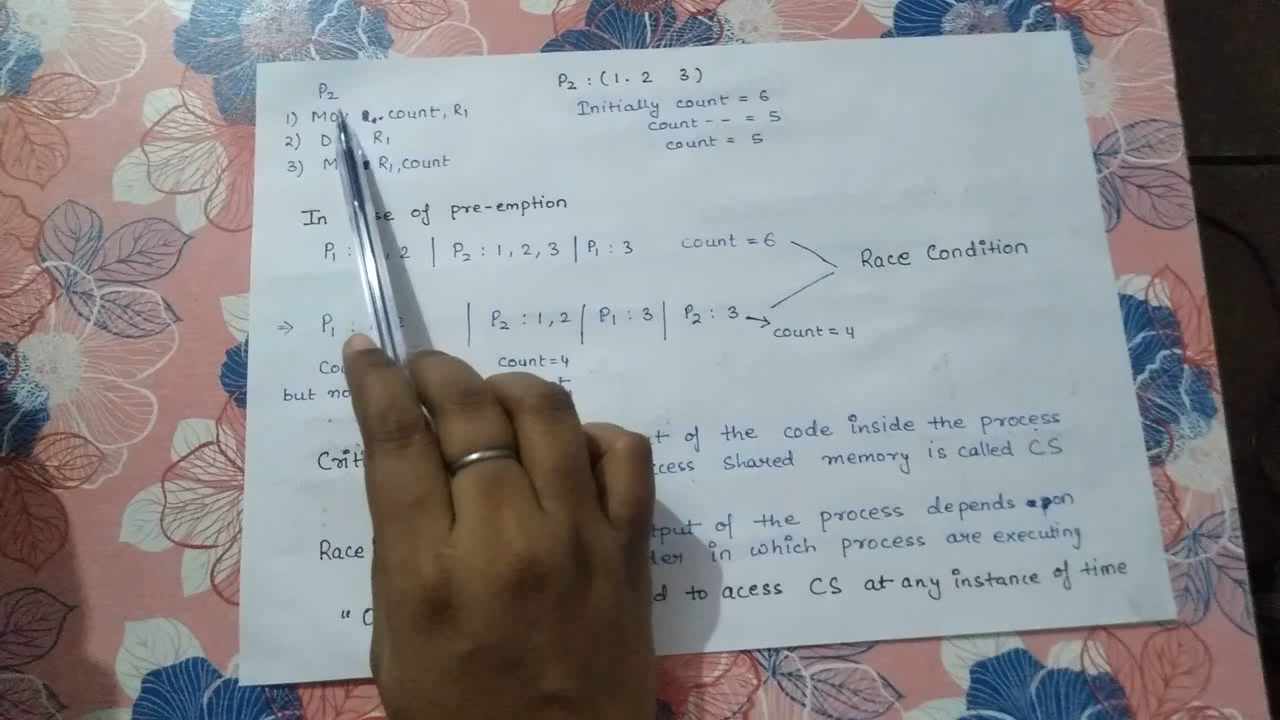 P2
1) Mov count, R1
2) D R1
3) M R1, count
P2 : (1. 2 3)
Initially count = 6
count - - = 5
count = 5
In of pre-emption
P1 : , 2 | P2 : 1, 2, 3 | P1 : 3 count = 6
Race Condition
⇒ P1 : 2 | P2 : 1, 2 | P1 : 3 | P2 : 3 → count = 4
count=4
but no
of the code inside the process
shared memory is called CS
Race of the process depends upon
in which process are executing
to acess CS at any instance of time